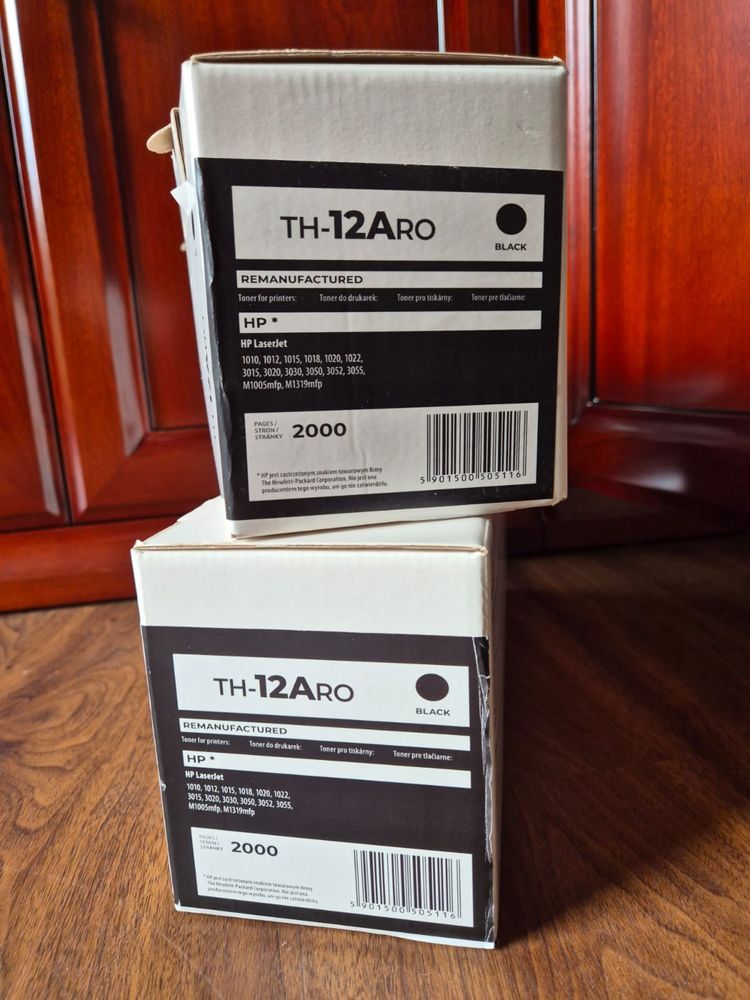 TH-12ARO
BLACK
REMANUFACTURED
Toner for printers: Toner do drukarek: Toner pro tiskárny: Toner pre tlačiarne:
HP *
HP LaserJet
1010, 1012, 1015, 1018, 1020, 1022,
3015, 3020, 3030, 3050, 3052, 3055,
M1005mfp, M1319mfp
PAGES /
STRON /
STRÁNKY
2000
* HP jest zastrzeżonym znakiem towarowym firmy
The Hewlett-Packard Corporation. Nie jest ona
producentem tego wyrobu, ani go nie zatwierdziła.
5 901500 505116
TH-12ARO
BLACK
REMANUFACTURED
Toner for printers: Toner do drukarek: Toner pro tiskárny: Toner pre tlačiarne:
HP *
HP LaserJet
1010, 1012, 1015, 1018, 1020, 1022,
3015, 3020, 3030, 3050, 3052, 3055,
M1005mfp, M1319mfp
PAGES /
STRON /
STRÁNKY
2000
* HP jest zastrzeżonym znakiem towarowym firmy
The Hewlett-Packard Corporation. Nie jest ona
producentem tego wyrobu, ani go nie zatwierdziła.
5 901500 505116